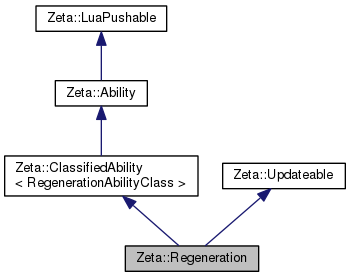 Zeta::LuaPushable
Zeta::Ability
Zeta::ClassifiedAbility
< RegenerationAbilityClass >
Zeta::Updateable
Zeta::Regeneration